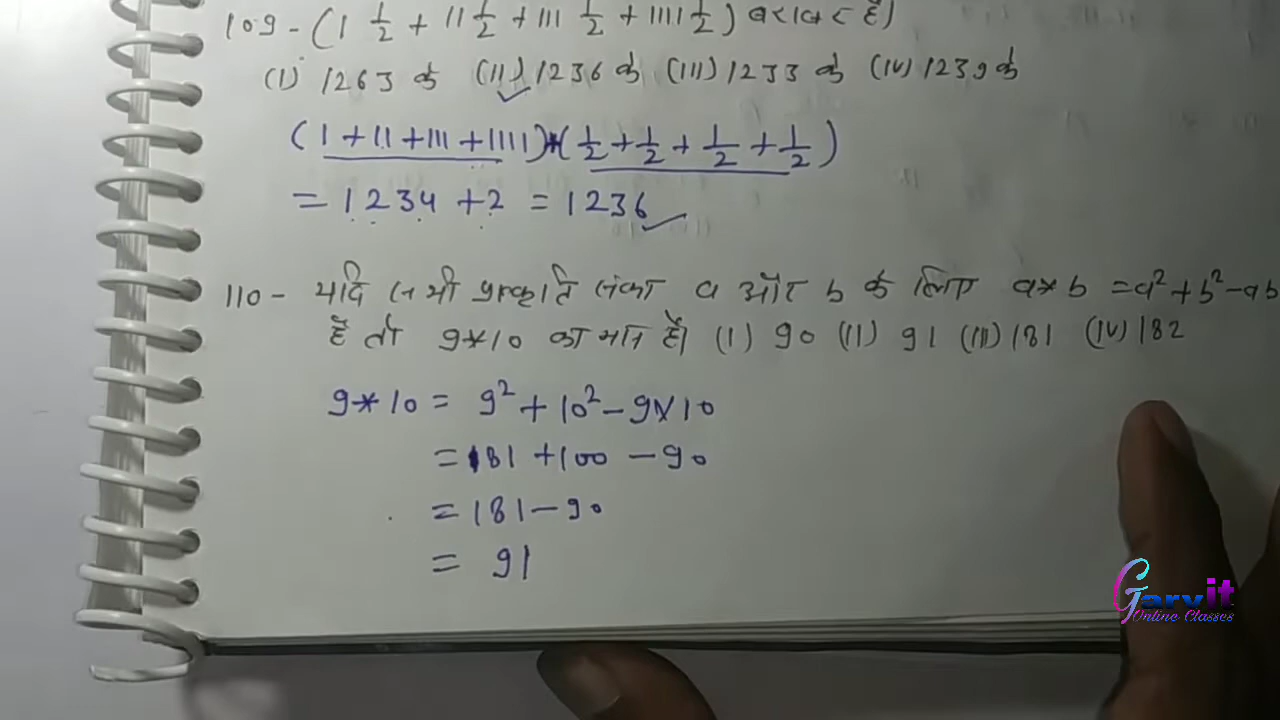 109 - (1 1/2 + 11 1/2 + 111 1/2 + 1111 1/2) बराबर है।
(I) 1263 के (II) 1236 के (III) 1233 के (IV) 1239 के
(1 + 11 + 111 + 1111) + (1/2 + 1/2 + 1/2 + 1/2)
= 1234 + 2 = 1236
110 - यदि सभी प्रकृति संख्या a और b के लिए a * b = a² + b² - ab
है तो 9*10 का मान है। (I) 90 (II) 91 (III) 181 (IV) 182
9 * 10 = 9² + 10² - 9×10
= 81 + 100 - 90
= 181 - 90
= 91
Garvit
Online Classes